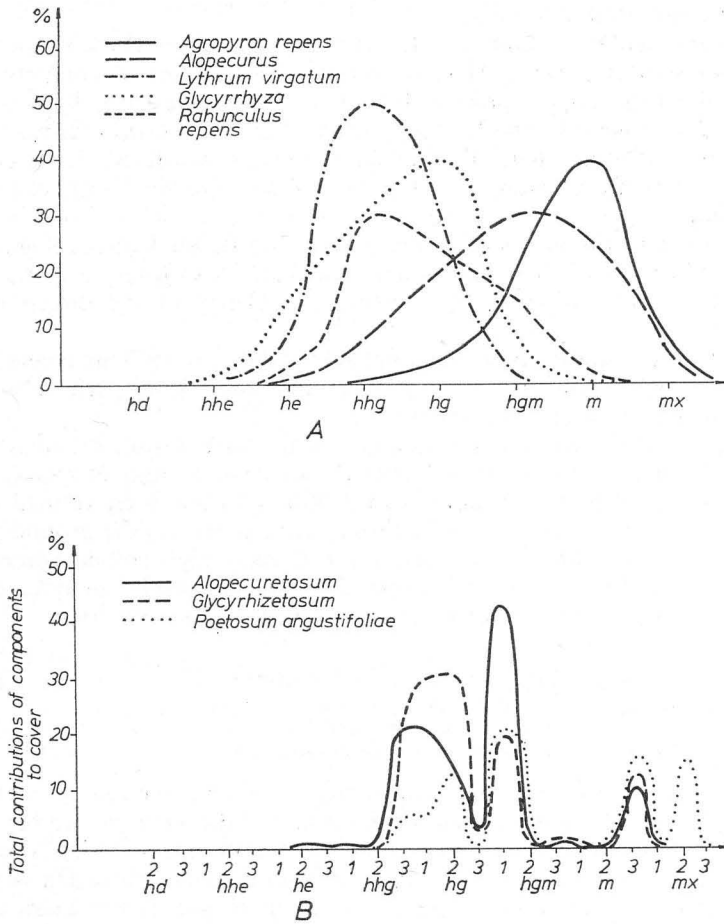 %
60
50
40
30
20
10
0
Agropyron repens
Alopecurus
Lythrum virgatum
Glycyrrhyza
Rahunculus
repens
hd hhe he hhg hg hgm m mx
A
%
50
40
30
20
10
0
Total contributions of components
to cover
Alopecuretosum
Glycyrhizetosum
Poetosum angustifoliae
2 3 1 2 3 1 2 3 1 2 3 1 2 3 1 2 3 1 2 3 1 2 3
hd hhe he hhg hg hgm m mx
B